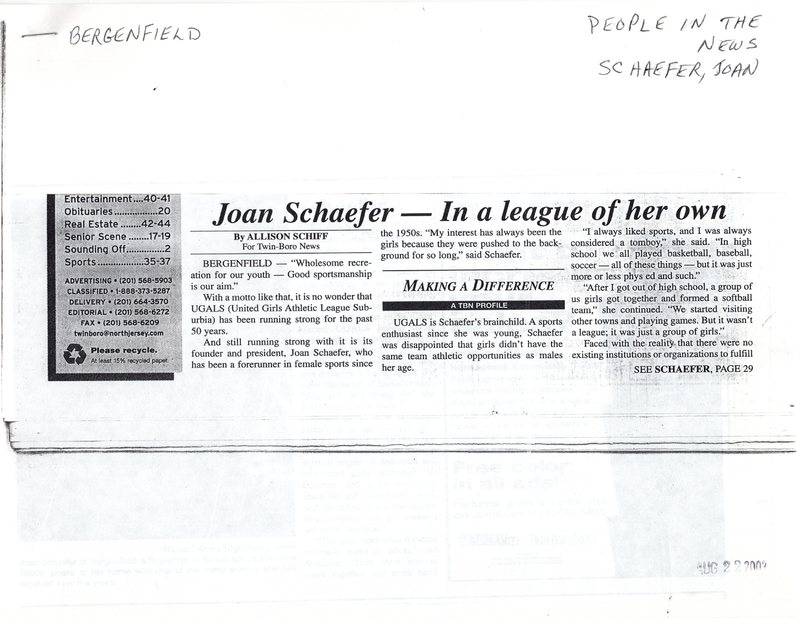 — BERGENFIELD
PEOPLE IN THE
NEWS
SCHAEFER, JOAN
Entertainment....40-41
Obituaries...............20
Real Estate........42-44
Senior Scene.......17-19
Sounding Off..............2
Sports.................35-37
ADVERTISING • (201) 568-5903
CLASSIFIED • 1-888-373-5287
DELIVERY • (201) 664-3570
EDITORIAL • (201) 568-6272
FAX • (201) 568-6209
twinboro@northjersey.com
Please recycle.
At least 15% recycled paper.
Joan Schaefer — In a league of her own
By ALLISON SCHIFF
For Twin-Boro News
BERGENFIELD — “Wholesome recre-
ation for our youth — Good sportsmanship
is our aim.”
With a motto like that, it is no wonder that
UGALS (United Girls Athletic League Sub-
urbia) has been running strong for the past
50 years.
And still running strong with it is its
founder and president, Joan Schaefer, who
has been a forerunner in female sports since
the 1950s. “My interest has always been the
girls because they were pushed to the back-
ground for so long,” said Schaefer.
MAKING A DIFFERENCE
A TBN PROFILE
UGALS is Schaefer’s brainchild. A sports
enthusiast since she was young, Schaefer
was disappointed that girls didn’t have the
same team athletic opportunities as males
her age.
“I always liked sports, and I was always
considered a tomboy,” she said. “In high
school we all played basketball, baseball,
soccer — all of these things — but it was just
more or less phys ed and such.”
“After I got out of high school, a group of
us girls got together and formed a softball
team,” she continued. “We started visiting
other towns and playing games. But it wasn’t
a league; it was just a group of girls.”
Faced with the reality that there were no
existing institutions or organizations to fulfill
SEE SCHAEFER, PAGE 29
AUG 22